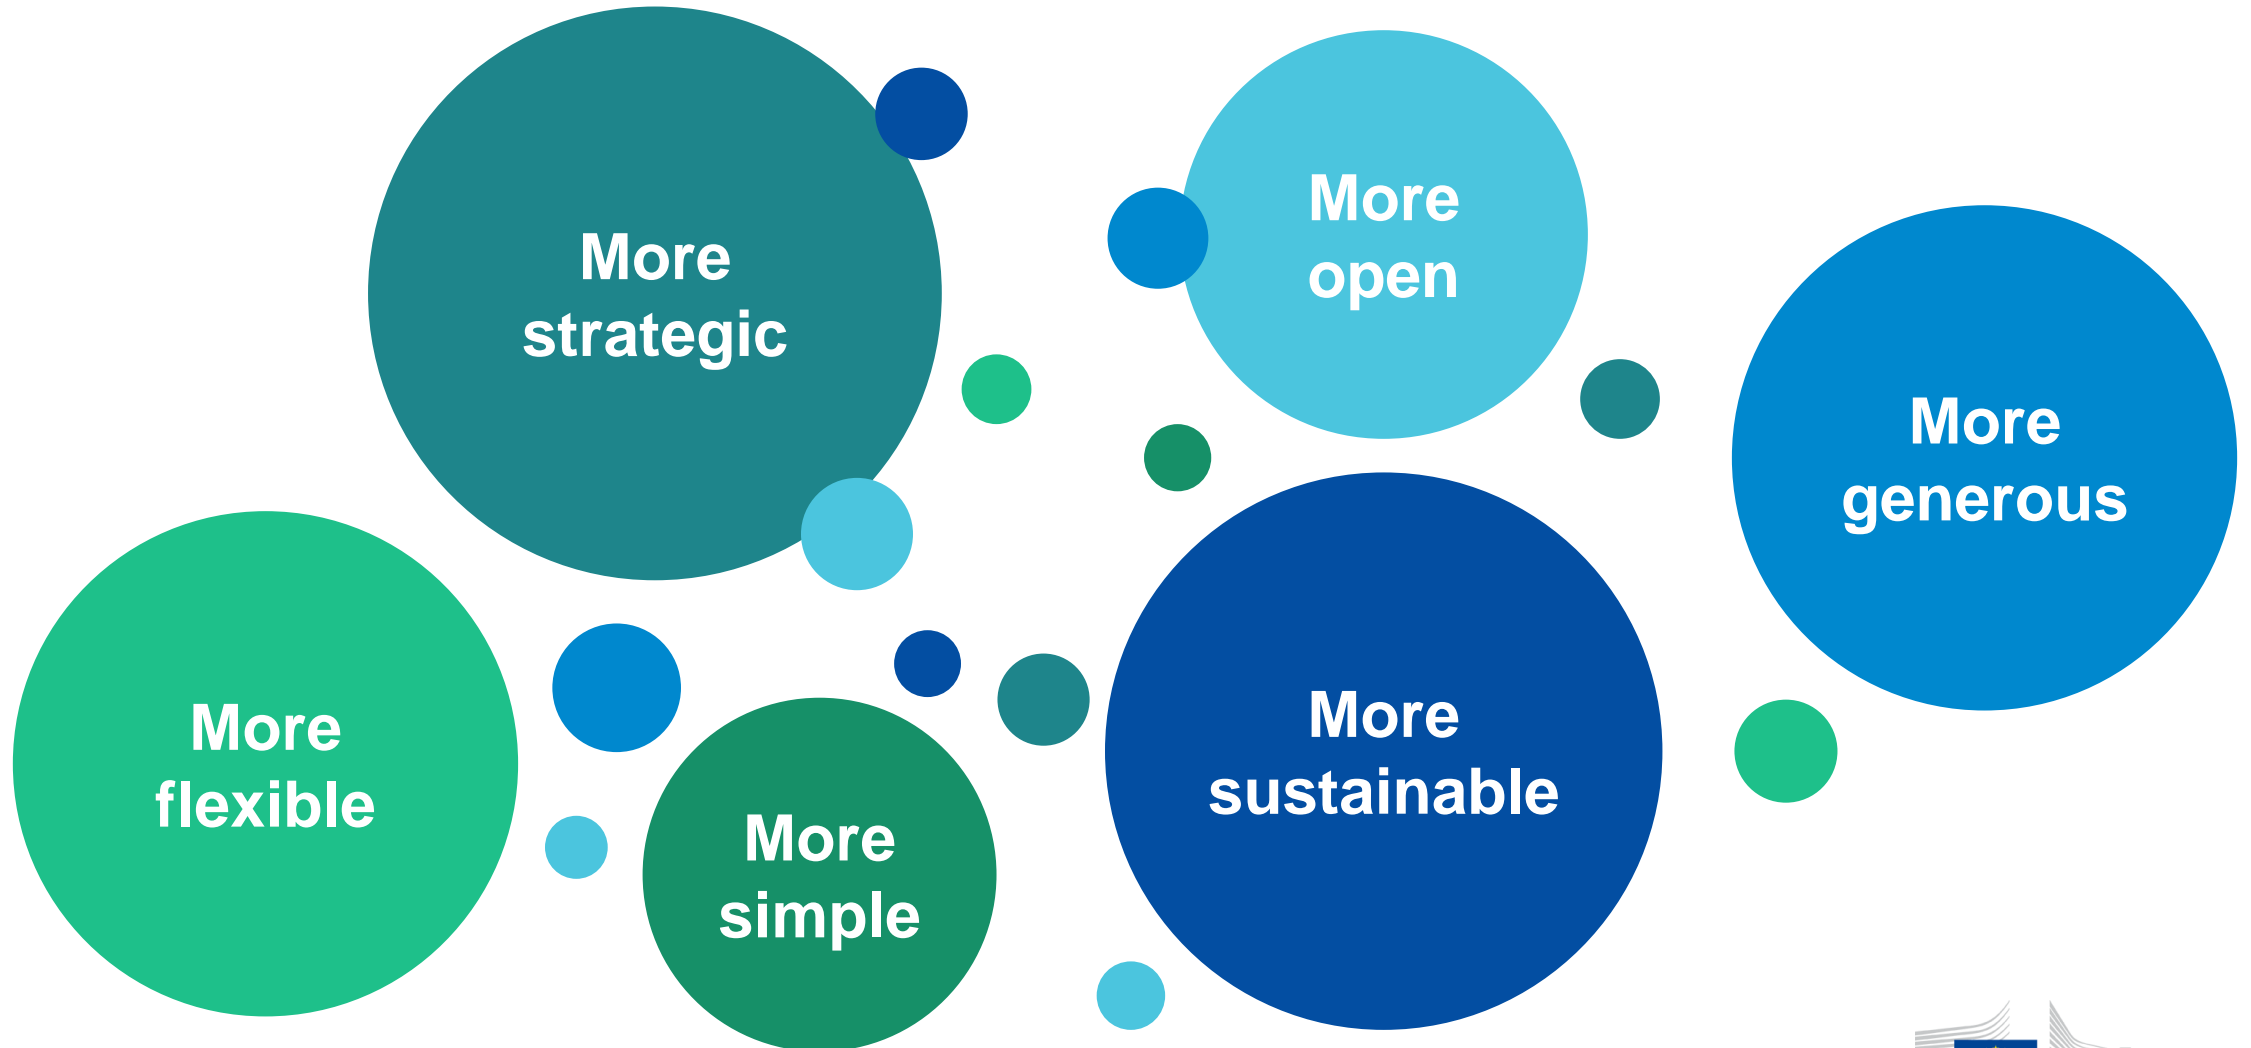 More
strategic
More
open
More
generous
More
flexible
More
simple
More
sustainable